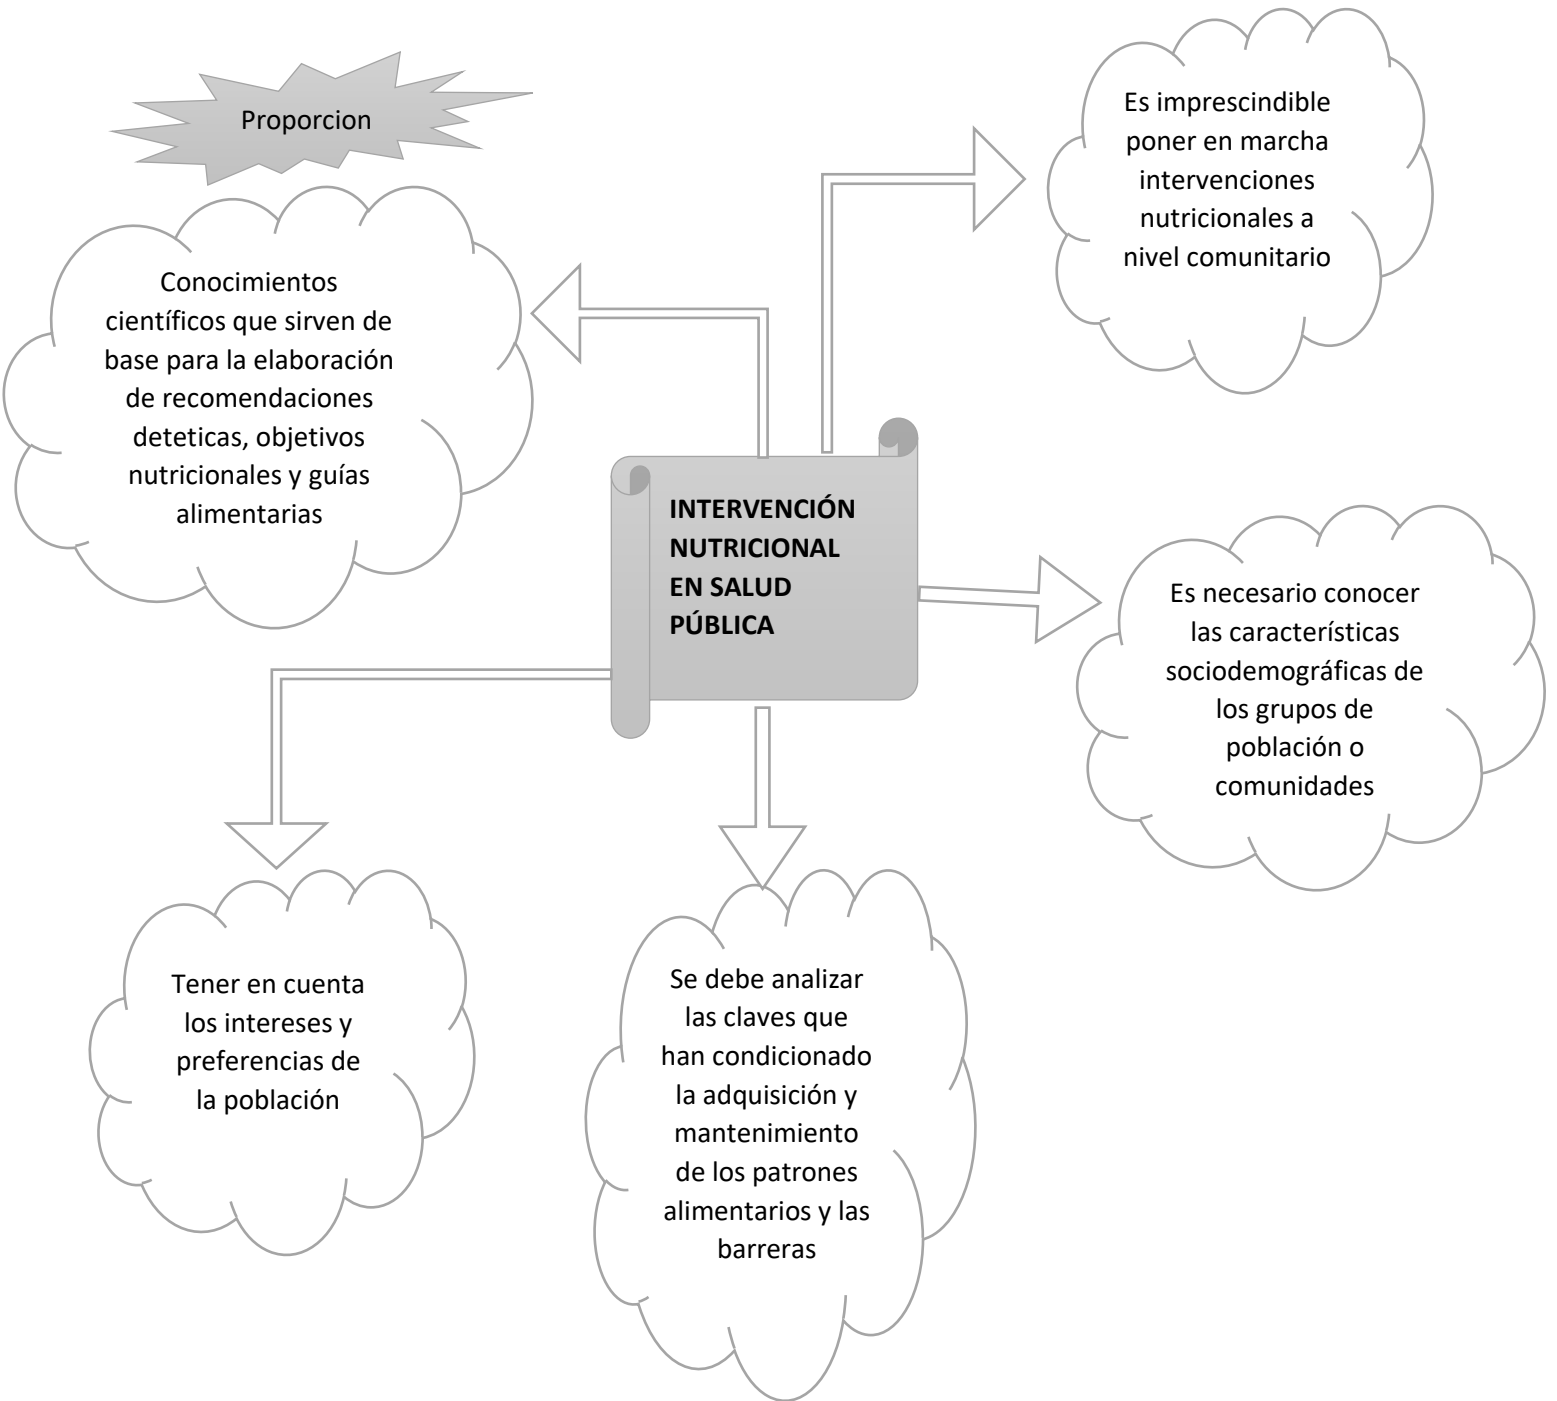 Proporcion
Conocimientos
científicos que sirven de
base para la elaboración
de recomendaciones
deteticas, objetivos
nutricionales y guías
alimentarias
Es imprescindible
poner en marcha
intervenciones
nutricionales a
nivel comunitario
INTERVENCIÓN
NUTRICIONAL
EN SALUD
PÚBLICA
Es necesario conocer
las características
sociodemográficas de
los grupos de
población o
comunidades
Tener en cuenta
los intereses y
preferencias de
la población
Se debe analizar
las claves que
han condicionado
la adquisición y
mantenimiento
de los patrones
alimentarios y las
barreras